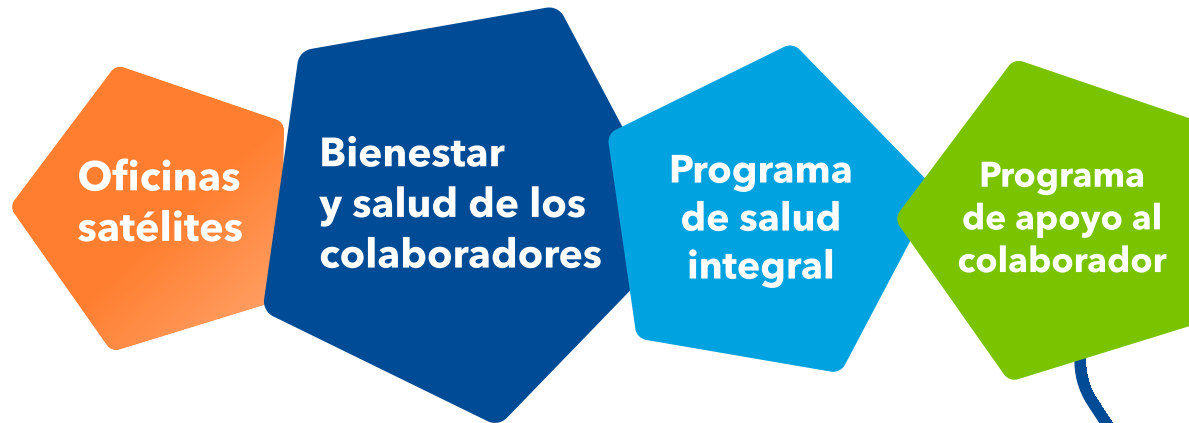 Oficinas
satélites
Bienestar
y salud de los
colaboradores
Programa
de salud
integral
Programa
de apoyo al
colaborador